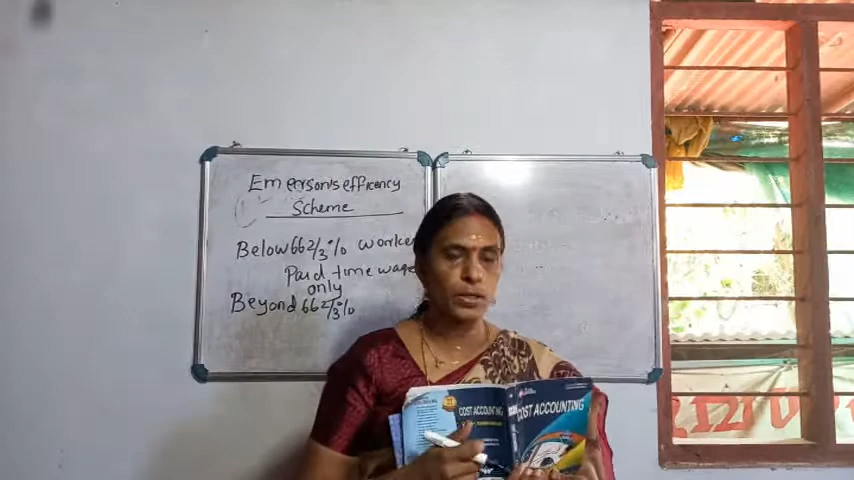 Emerson's efficency
Scheme
Below 66 2/3 % worker
Paid time wage
only
Beyond 66 2/3 %
COST ACCOUNTING
COST ACCOUNTING